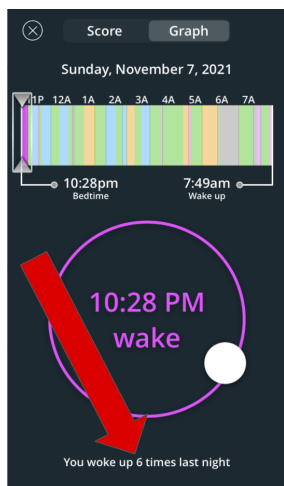 Score Graph
Sunday, November 7, 2021
11P 12A 1A 2A 3A 4A 5A 6A 7A
10:28pm 7:49am
Bedtime Wake up
10:28 PM
wake
You woke up 6 times last night